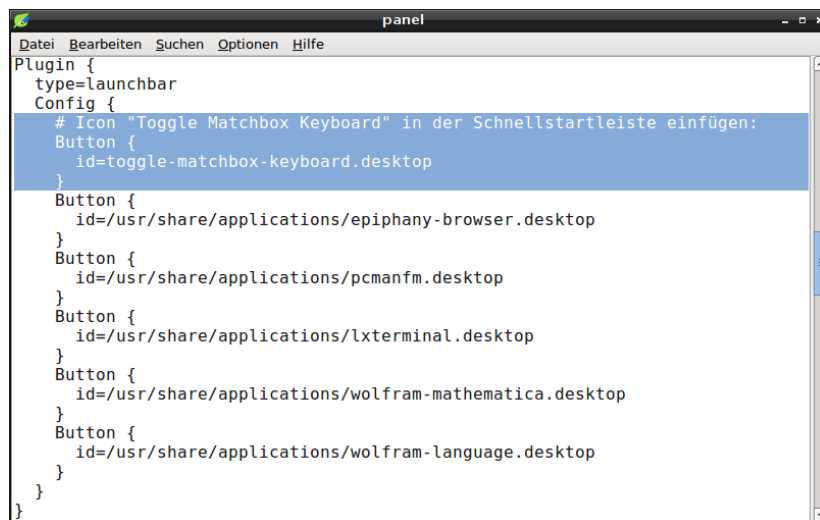 panel
Datei Bearbeiten Suchen Optionen Hilfe
Plugin {
  type=launchbar
  Config {
    # Icon "Toggle Matchbox Keyboard" in der Schnellstartleiste einfügen:
    Button {
      id=toggle-matchbox-keyboard.desktop
    }
    Button {
      id=/usr/share/applications/epiphany-browser.desktop
    }
    Button {
      id=/usr/share/applications/pcmanfm.desktop
    }
    Button {
      id=/usr/share/applications/lxterminal.desktop
    }
    Button {
      id=/usr/share/applications/wolfram-mathematica.desktop
    }
    Button {
      id=/usr/share/applications/wolfram-language.desktop
    }
  }
}